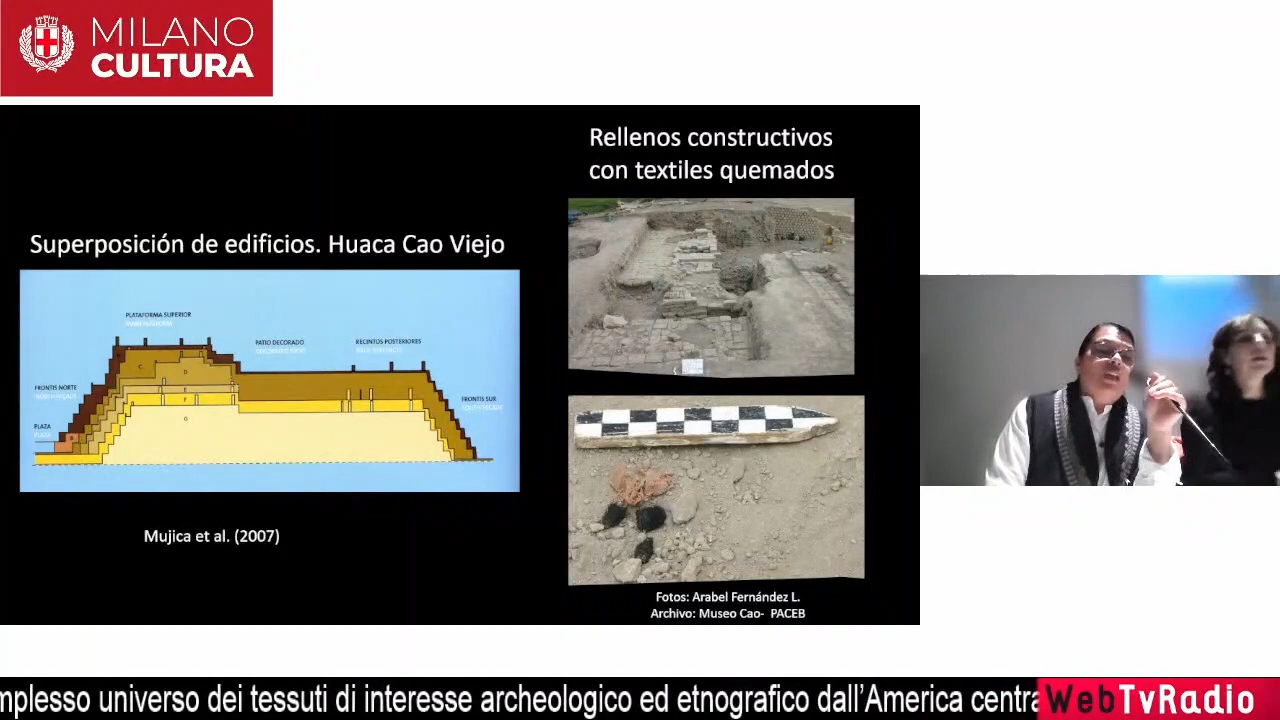 MILANO
CULTURA
Rellenos constructivos
con textiles quemados
Superposición de edificios. Huaca Cao Viejo
PLATAFORMA SUPERIOR
PATIO DECORADO
RECINTOS POSTERIORES
FRONTIS NORTE
FRONTIS SUR
PLAZA
C
D
E
F
G
Mujica et al. (2007)
Fotos: Arabel Fernández L.
Archivo: Museo Cao- PACEB
mplesso universo dei tessuti di interesse archeologico ed etnografico dall'America centra
WebTvRadio